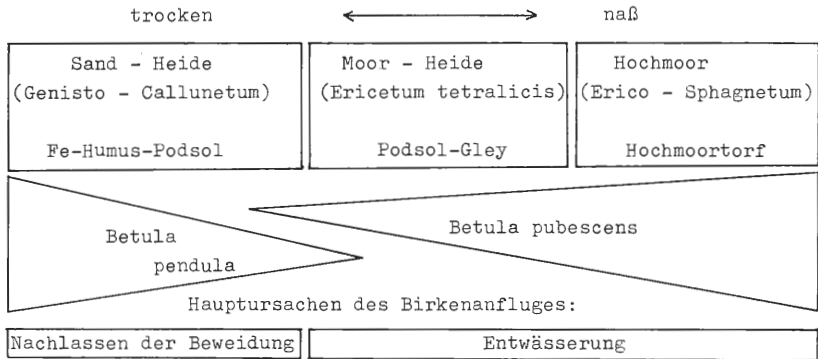 trocken naß
Sand - Heide Moor - Heide Hochmoor
(Genisto - Callunetum) (Ericetum tetralicis) (Erico - Sphagnetum)
Fe-Humus-Podsol Podsol-Gley Hochmoortorf
Betula pubescens
Betula
pendula
Hauptursachen des Birkenanfluges:
Nachlassen der Beweidung Entwässerung